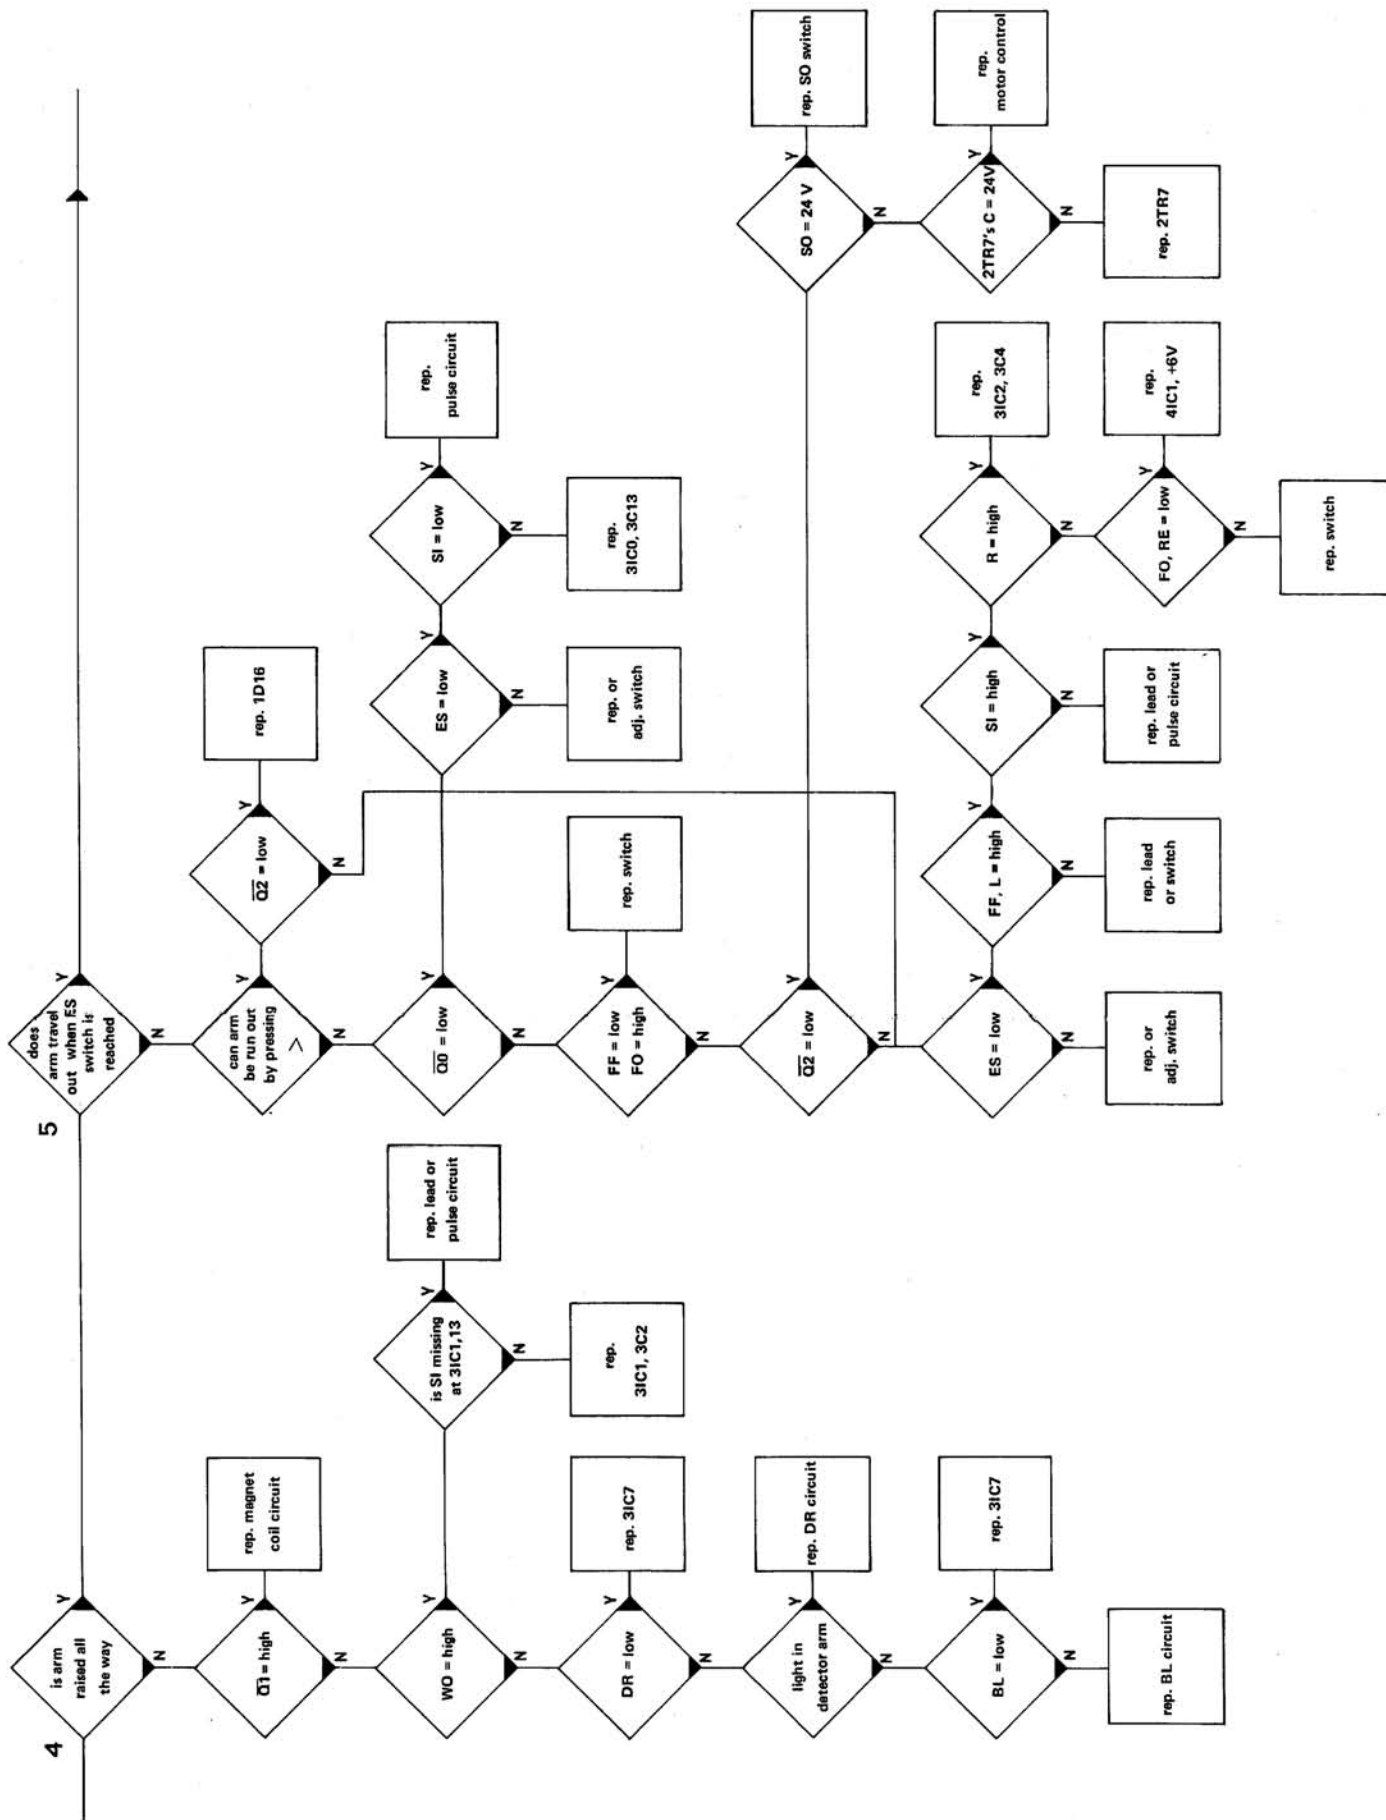 4
is arm
raised all
the way
Y
N
Q1 = high
Y
N
rep. magnet
coil circuit
WO = high
Y
N
is SI missing
at 3IC1,13
Y
N
rep. lead or
pulse circuit
rep.
3IC1, 3C2
DR = low
Y
N
rep. 3IC7
light in
detector arm
Y
N
rep. DR circuit
BL = low
Y
N
rep. 3IC7
rep. BL circuit
5
does
arm travel
out when ES
switch is
reached
Y
N
can arm
be run out
by pressing
>
Y
N
Q2 = low
Y
N
rep. 1D16
Q0 = low
Y
N
ES = low
Y
N
rep. or
adj. switch
SI = low
Y
N
rep.
pulse circuit
rep.
3IC0, 3C13
FF = low
FO = high
Y
N
rep. switch
Q2 = low
Y
N
SO = 24 V
Y
N
rep. SO switch
2TR7's C = 24V
Y
N
rep.
motor control
rep. 2TR7
ES = low
Y
N
rep. or
adj. switch
FF, L = high
Y
N
rep. lead
or switch
SI = high
Y
N
rep. lead or
pulse circuit
R = high
Y
N
rep.
3IC2, 3C4
FO, RE = low
Y
N
rep.
4IC1, +6V
rep. switch